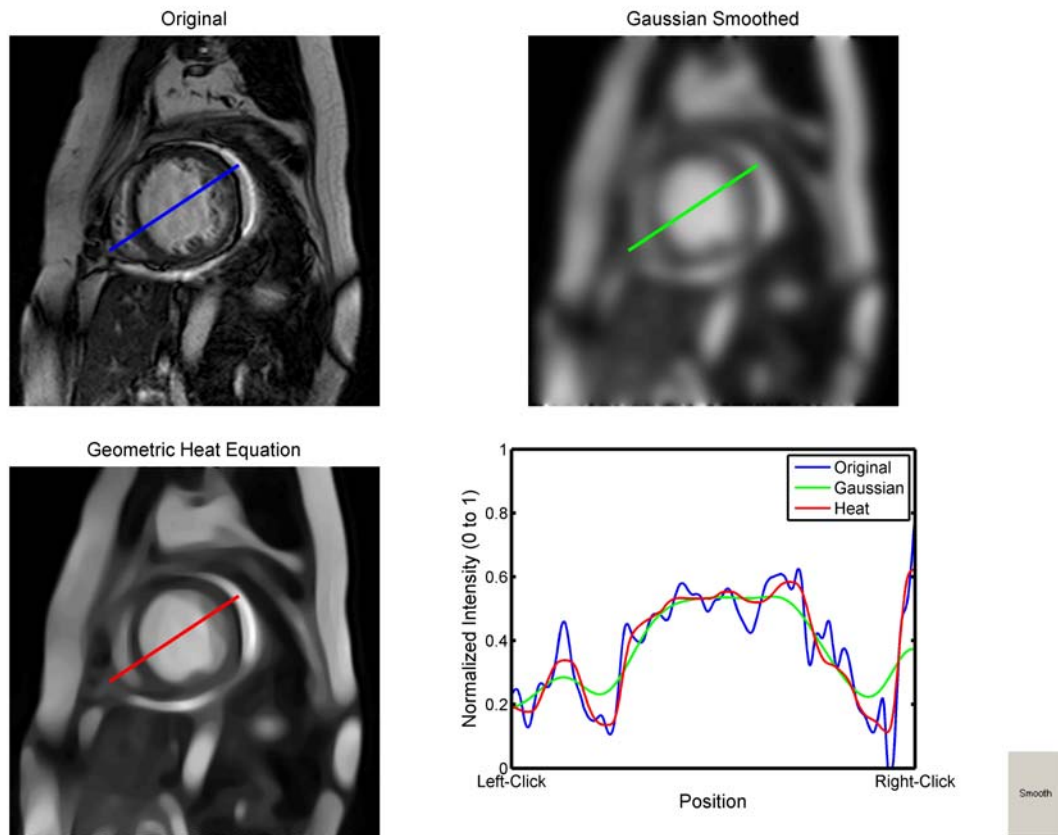 Original
Gaussian Smoothed
Geometric Heat Equation
1
0.8
0.6
0.4
0.2
0
Normalized Intensity (0 to 1)
Original
Gaussian
Heat
Left-Click
Right-Click
Position
Smooth